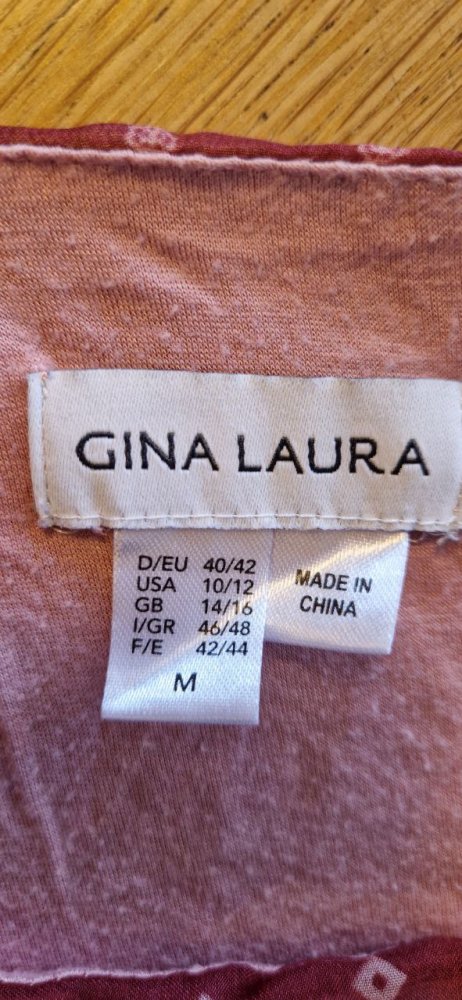 GINA LAURA
D/EU 40/42
USA 10/12
GB 14/16
I/GR 46/48
F/E 42/44
M
MADE IN
CHINA